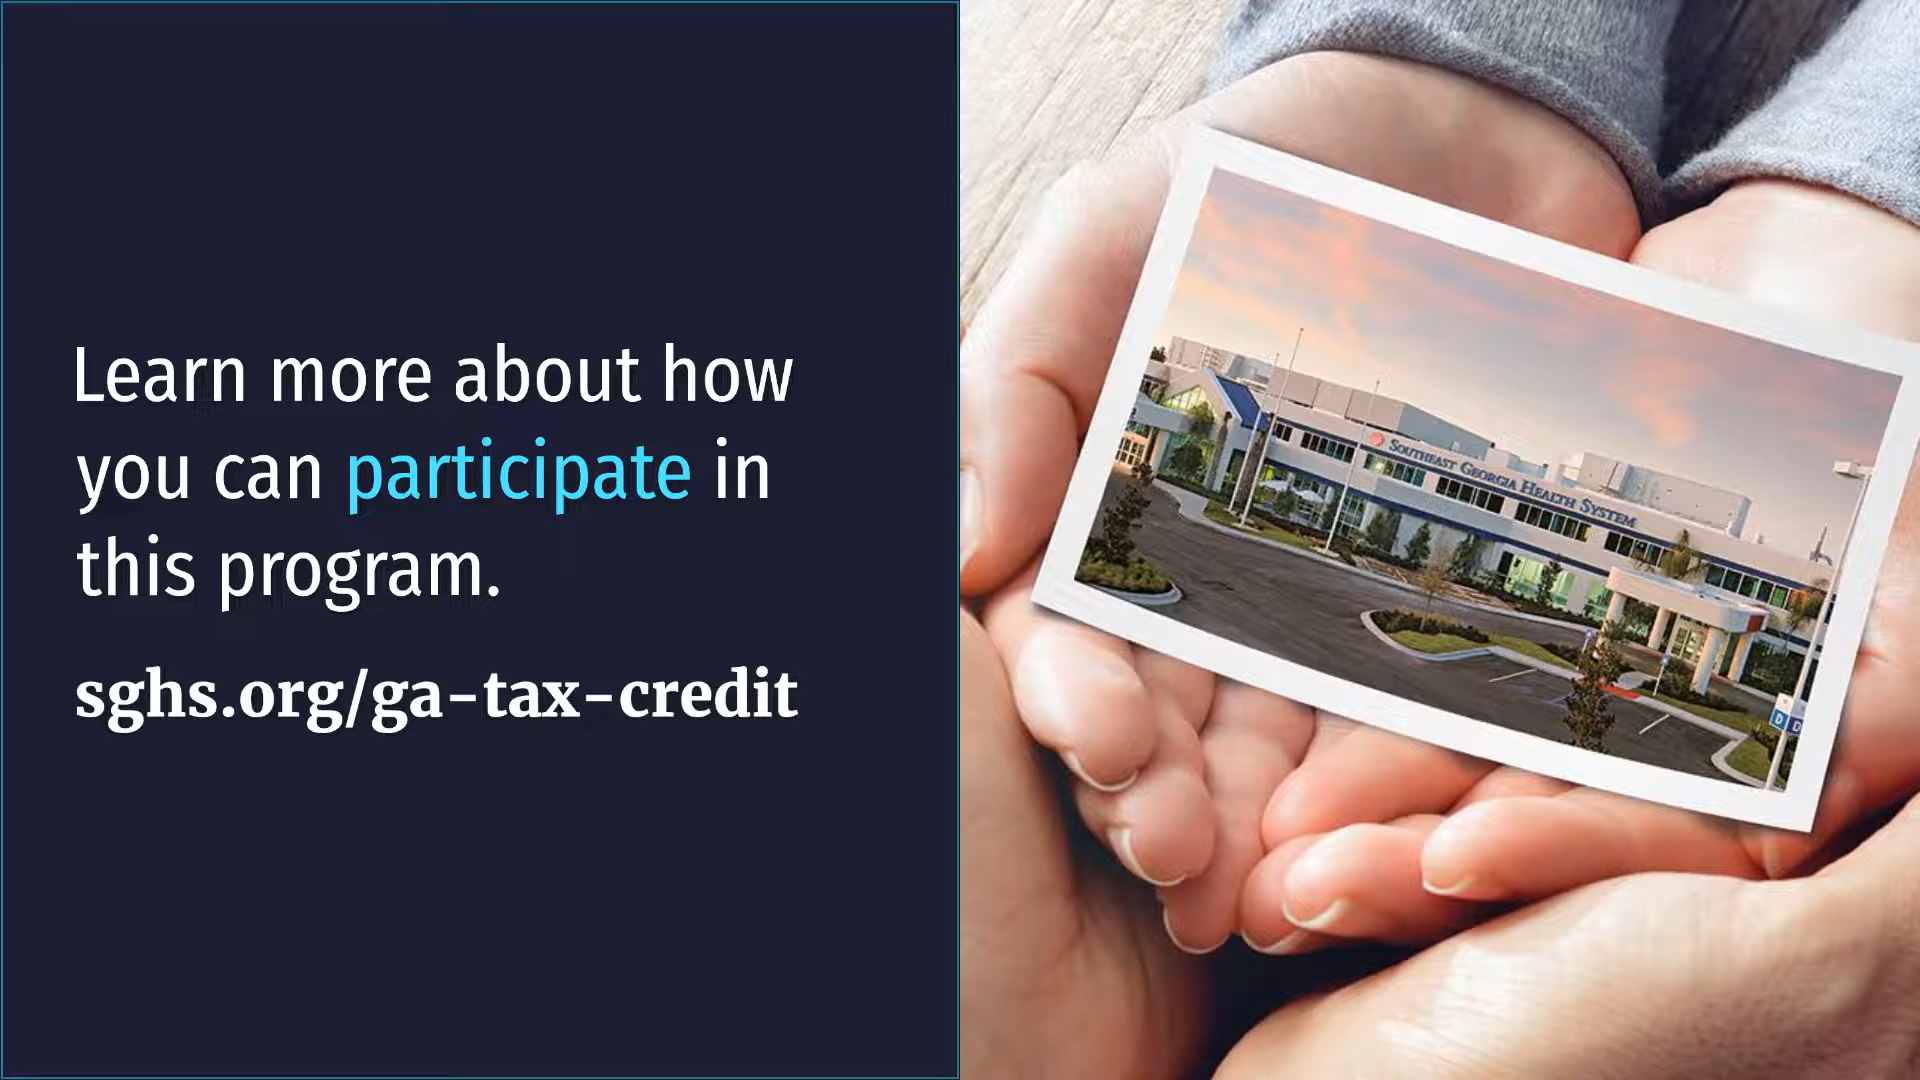 Learn more about how
you can participate in
this program.
sghs.org/ga-tax-credit
SOUTHEAST GEORGIA HEALTH SYSTEM
D D